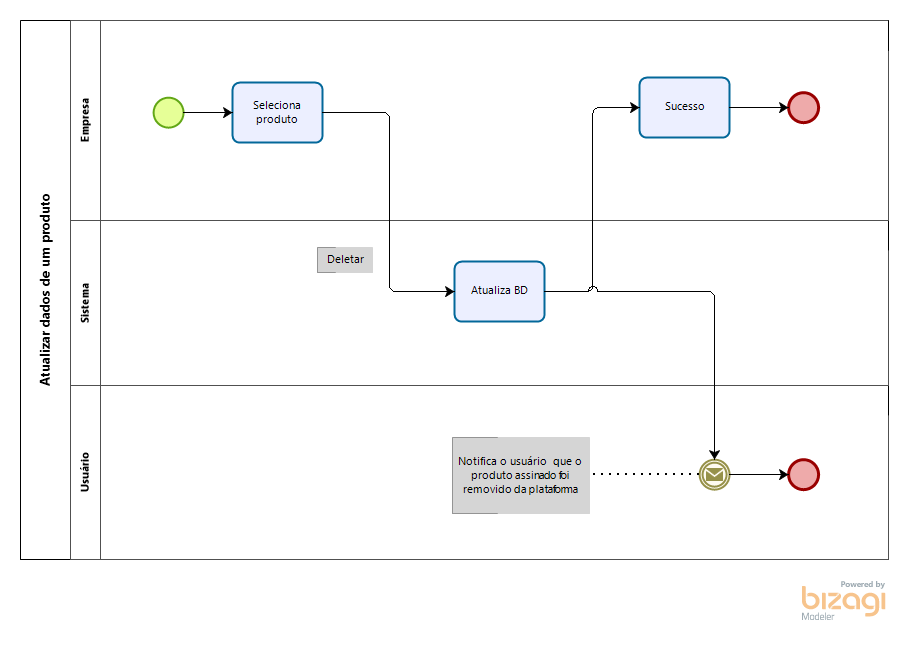 Atualizar dados de um produto
Empresa
Seleciona
produto
Sucesso
Sistema
Deletar
Atualiza BD
Usuário
Notifica o usuário que o
produto assinado foi
removido da plataforma
Powered by
bizagi
Modeler